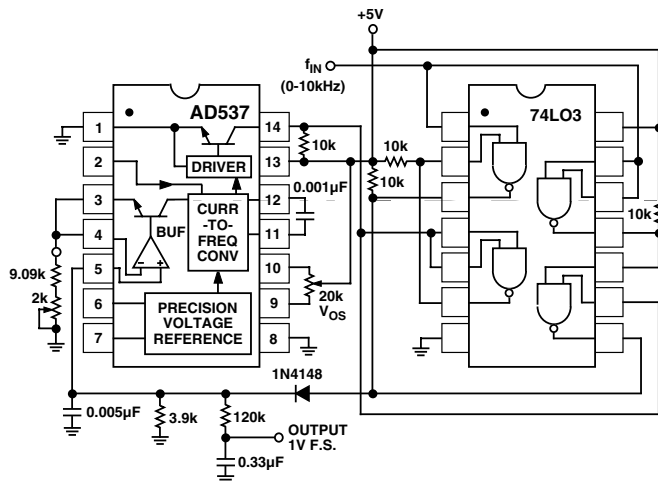 +5V
fIN
(0-10kHz)
AD537
74LO3
1
14
10k
10k
2
13
DRIVER
10k
0.001µF
3
12
CURR
-TO-
FREQ
CONV
10k
BUF
4
11
9.09k
– +
5
10
2k
20k
VOS
6
9
PRECISION
VOLTAGE
REFERENCE
7
8
1N4148
0.005µF
3.9k
120k
OUTPUT
1V F.S.
0.33µF